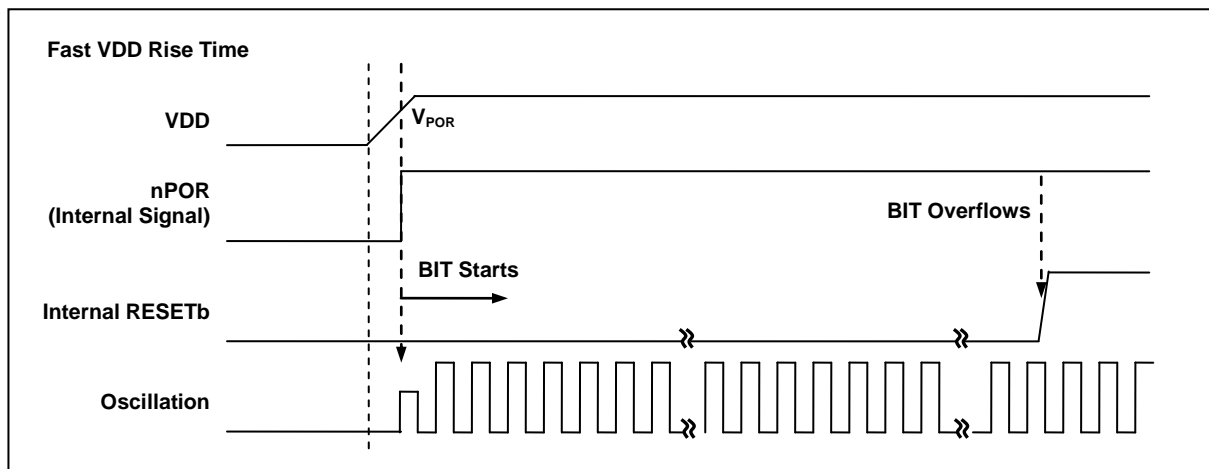 Fast VDD Rise Time
VDD
VPOR
nPOR
(Internal Signal)
BIT Overflows
BIT Starts
Internal RESETb
Oscillation